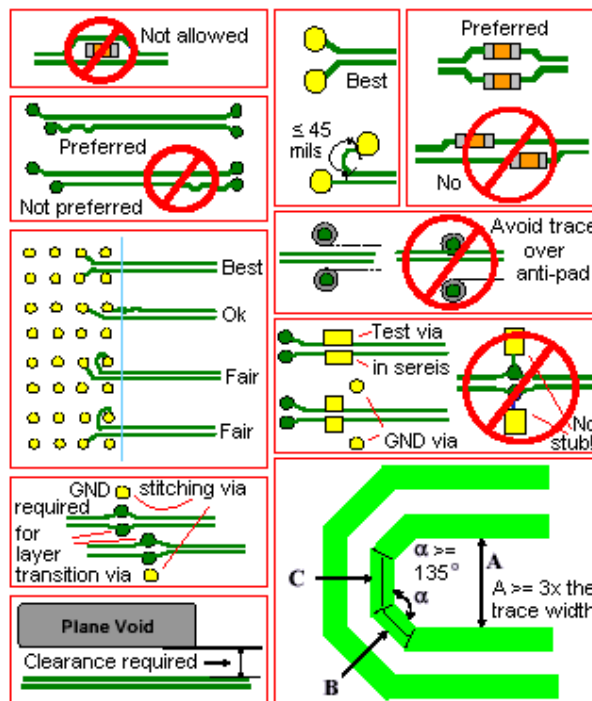 Not allowed
Preferred
Not preferred
Best
≤ 45
mils
Preferred
No
Best
Ok
Fair
Fair
Avoid trace
over
anti-pad
Test via
in sereis
GND via
No
stub!
GND
stitching via
required
for
layer
transition via
Plane Void
Clearance required
α >=
135°
α
A
A >= 3x the
trace width
C
B